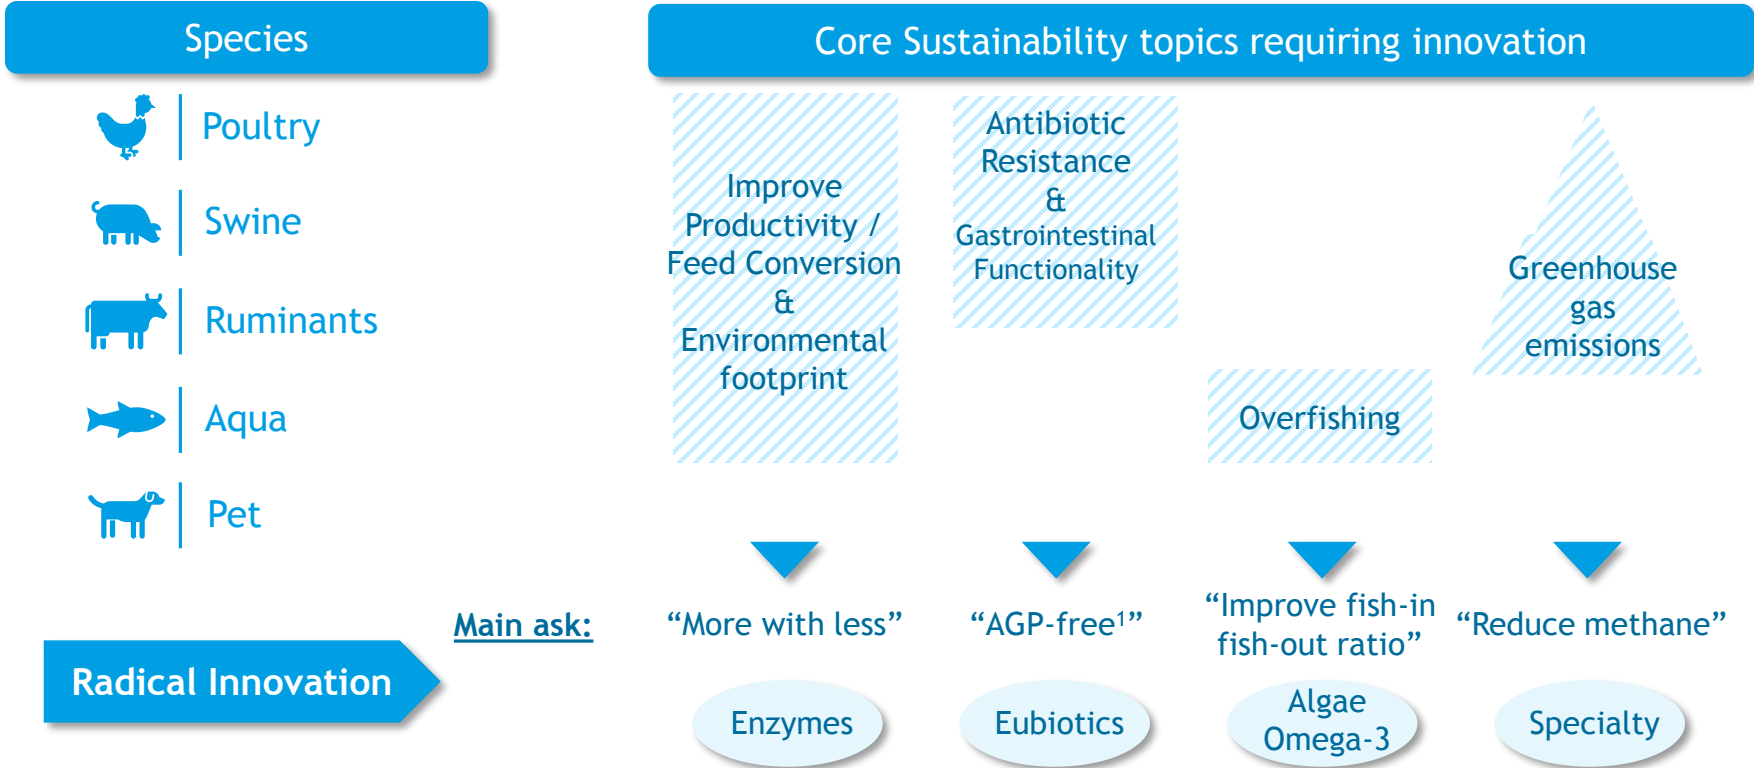 Species
Core Sustainability topics requiring innovation
Poultry
Swine
Ruminants
Aqua
Pet
Improve
Productivity /
Feed Conversion
&
Environmental
footprint
Antibiotic
Resistance
&
Gastrointestinal
Functionality
Overfishing
Greenhouse
gas
emissions
Main ask:
“More with less”
“AGP-free¹”
“Improve fish-in
fish-out ratio”
“Reduce methane”
Radical Innovation
Enzymes
Eubiotics
Algae
Omega-3
Specialty